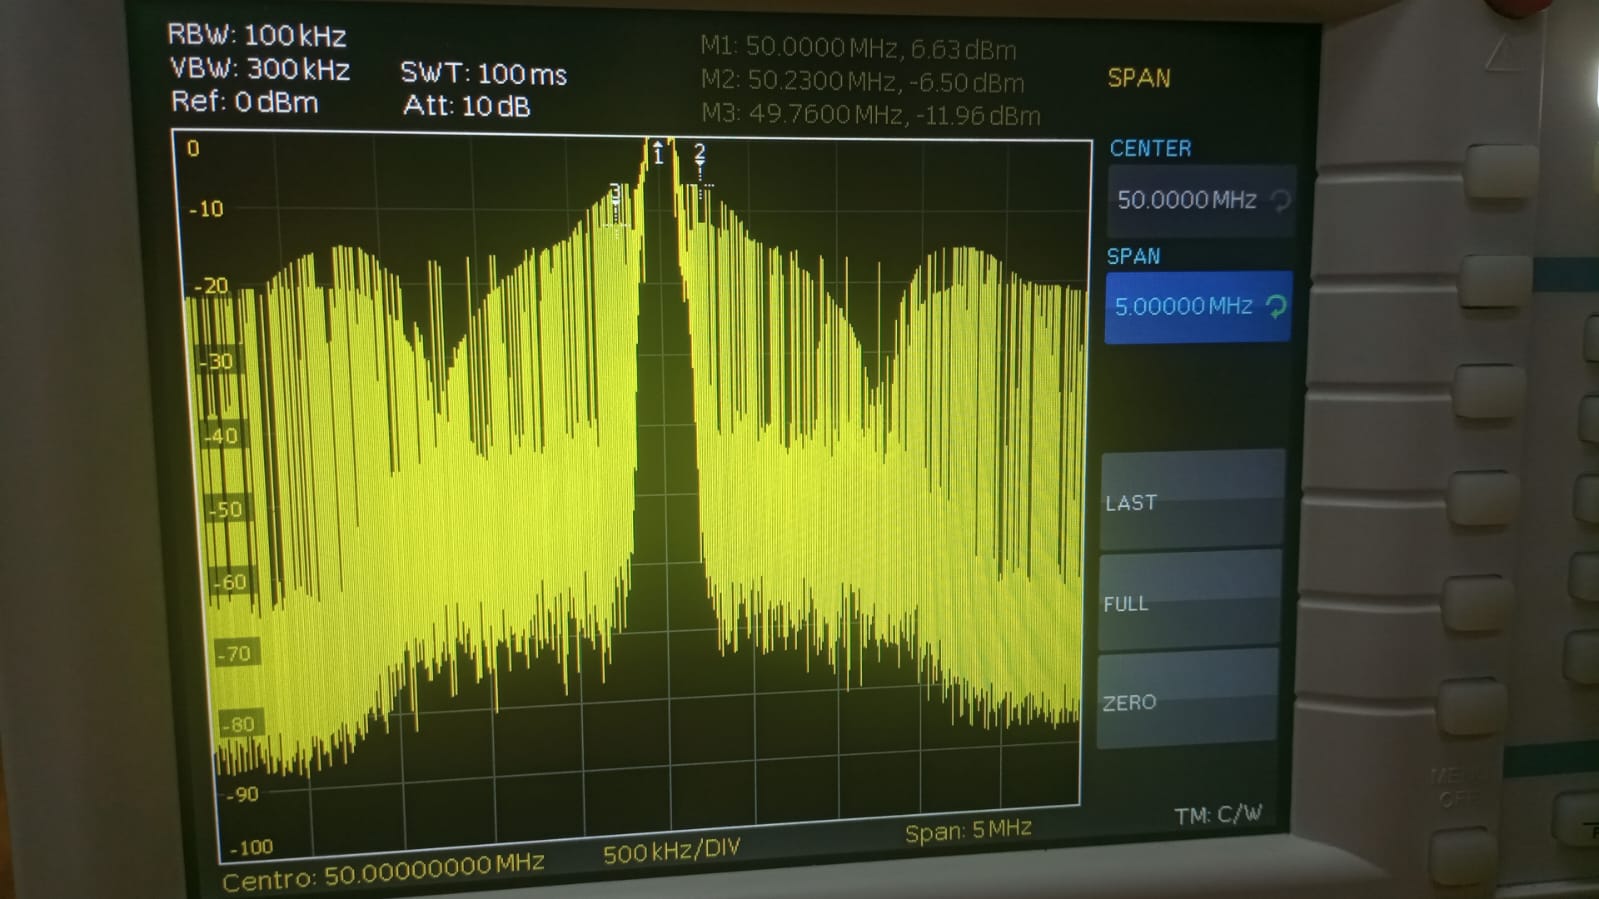 RBW: 100 kHz
VBW: 300 kHz
SWT: 100 ms
Ref: 0 dBm
Att: 10 dB
M1: 50.0000 MHz, 6.63 dBm
M2: 50.2300 MHz, -6.50 dBm
M3: 49.7600 MHz, -11.96 dBm
SPAN
CENTER
50.0000 MHz
SPAN
5.00000 MHz
LAST
FULL
ZERO
TM: C/W
0
-10
-20
-30
-40
-50
-60
-70
-80
-90
-100
1
2
3
Centro: 50.00000000 MHz
500 kHz/DIV
Span: 5 MHz